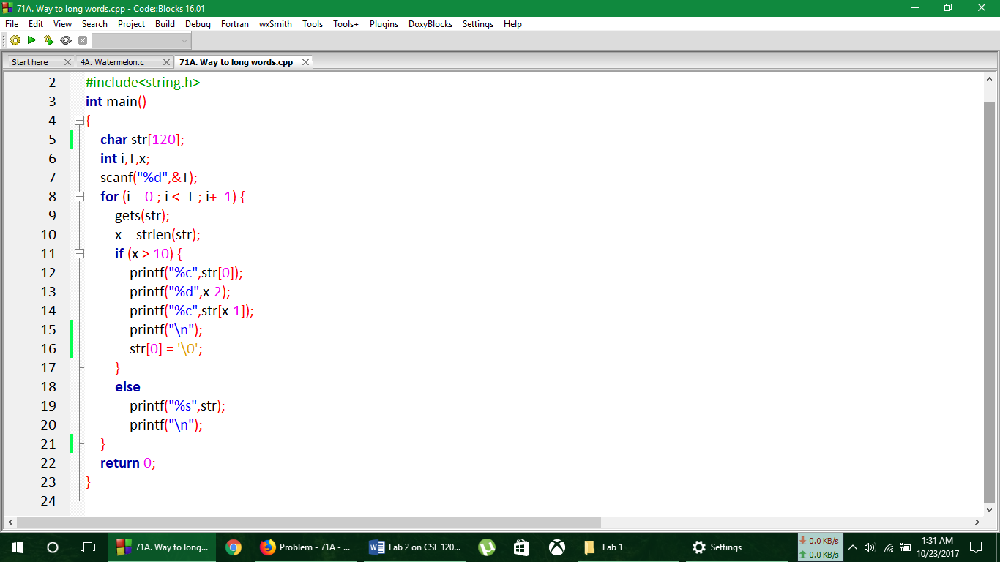 71A. Way to long words.cpp - Code::Blocks 16.01
File Edit View Search Project Build Debug Fortran wxSmith Tools Tools+ Plugins DoxyBlocks Settings Help
Start here 4A. Watermelon.c 71A. Way to long words.cpp
2 #include<string.h>
3 int main()
4 {
5 char str[120];
6 int i,T,x;
7 scanf("%d",&T);
8 for (i = 0 ; i <=T ; i+=1) {
9 gets(str);
10 x = strlen(str);
11 if (x > 10) {
12 printf("%c",str[0]);
13 printf("%d",x-2);
14 printf("%c",str[x-1]);
15 printf("\n");
16 str[0] = '\0';
17 }
18 else
19 printf("%s",str);
20 printf("\n");
21 }
22 return 0;
23 }
24
71A. Way to long... Problem - 71A - ... Lab 2 on CSE 120... Lab 1 Settings 0.0 KB/s 1:31 AM
0.0 KB/s 10/23/2017